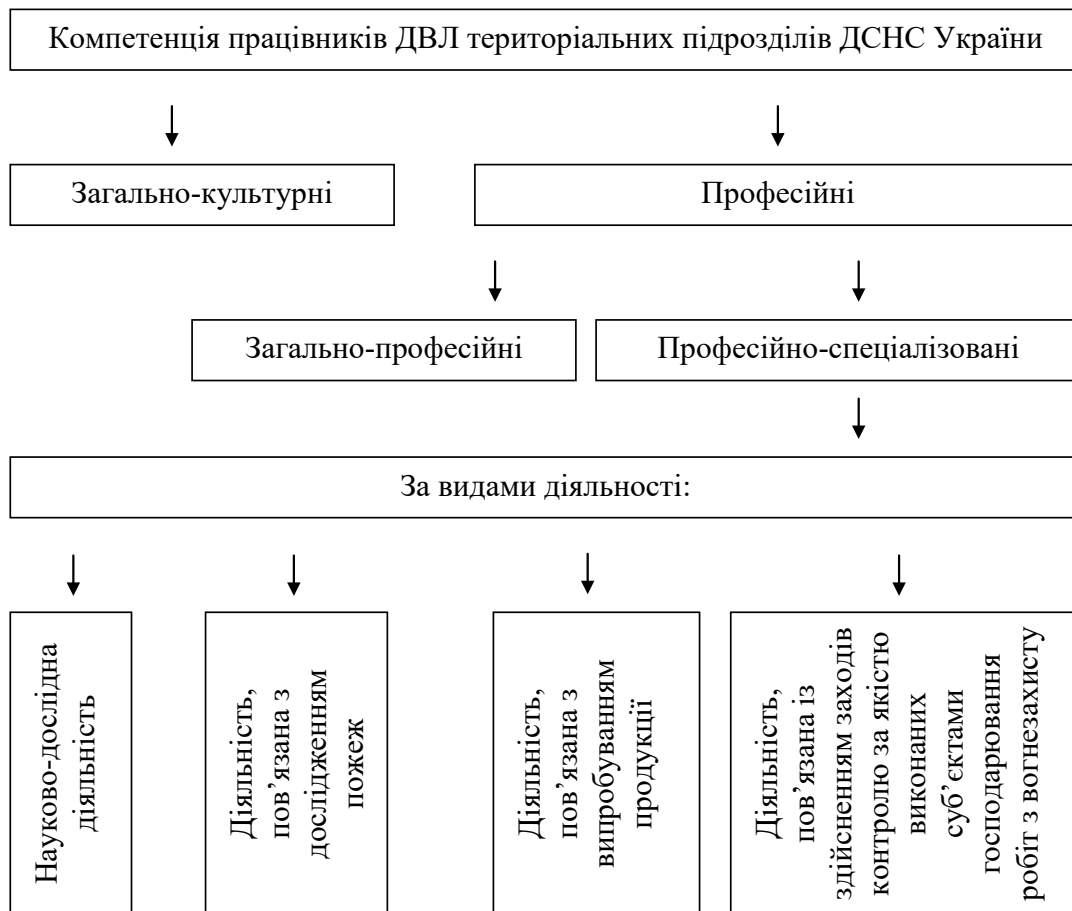 Компетенція працівників ДВЛ територіальних підрозділів ДСНС України
Загально-культурні
Професійні
Загально-професійні
Професійно-спеціалізовані
За видами діяльності:
Науково-дослідна
діяльність
Діяльність,
пов’язана з
дослідженням
пожеж
Діяльність,
пов’язана з
випробуванням
продукції
Діяльність,
пов’язана із
здійсненням заходів
контролю за якістю
виконаних
суб’єктами
господарювання
робіт з вогнезахисту